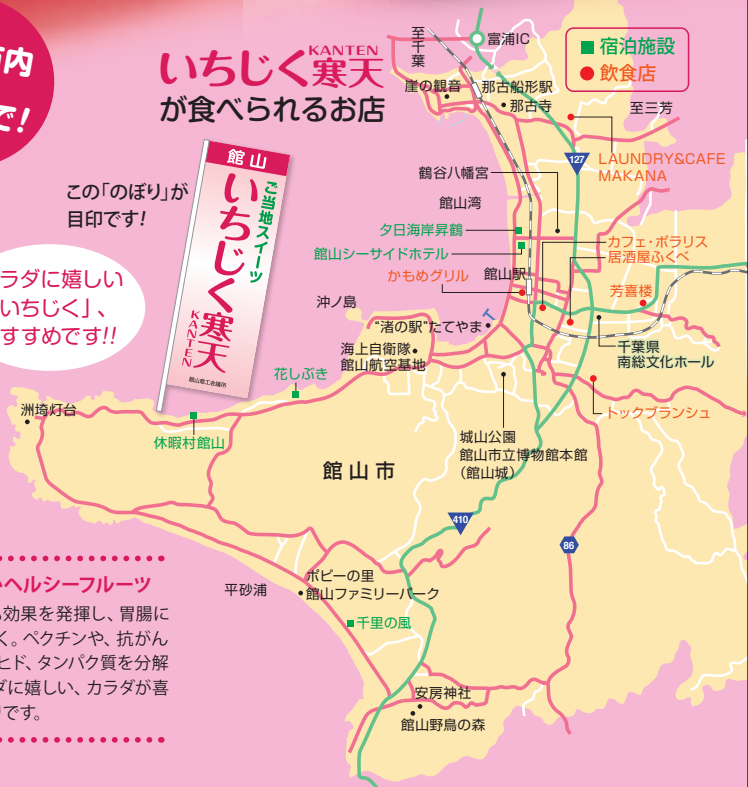 内
で!
いちじく寒天
KANTEN
が食べられるお店
この「のぼり」が
目印です!
館山
ご当地スイーツ
いちじく寒天
KANTEN
館山商工会議所
ラダに嬉しい
いちじく」、
すすめです!!
■宿泊施設
●飲食店
至千葉
富浦IC
崖の観音
那古船形駅
那古寺
至三芳
127
LAUNDRY&CAFE
MAKANA
鶴谷八幡宮
館山湾
夕日海岸昇鶴
館山シーサイドホテル
カフェ・ポラリス
居酒屋ふくべ
かもめグリル
館山駅
芳喜楼
沖ノ島
"渚の駅"たてやま
海上自衛隊
館山航空基地
千葉県
南総文化ホール
花しぶき
トックブランシュ
洲埼灯台
休暇村館山
城山公園
館山市立博物館本館
(館山城)
館山市
410
86
ポピーの里
館山ファミリーパーク
平砂浦
千里の風
安房神社
館山野鳥の森
ヘルシーフルーツ
効果を発揮し、胃腸に
く。ペクチンや、抗がん
ヒド、タンパク質を分解
ダに嬉しい、カラダが喜
りです。